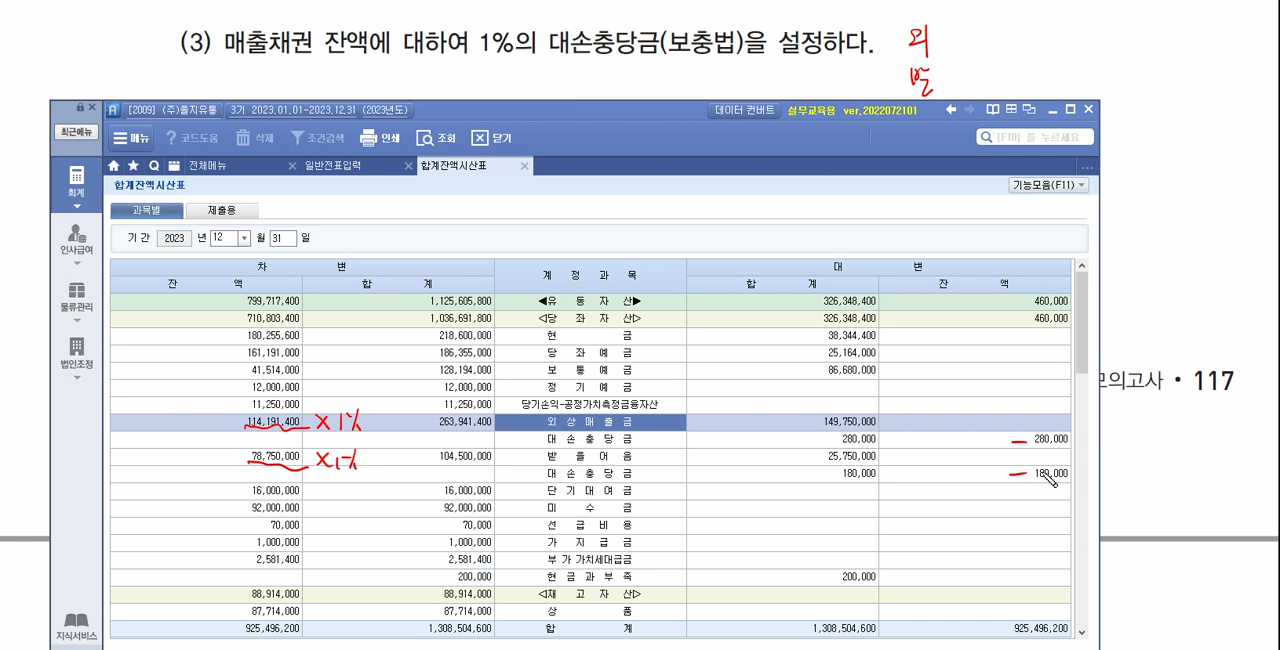 (3) 매출채권 잔액에 대하여 1%의 대손충당금(보충법)을 설정하다. 외
받
[2009] (주)을지유통 3기 2023.01.01~2023.12.31 (2023년도) 데이터 컨버트 실무교육용 ver.2022072101
최근메뉴 메뉴 ? 코드도움 삭제 조건검색 인쇄 조회 닫기 [F10] 를 누르세요
전체메뉴 일반전표입력 합계잔액시산표
합계잔액시산표 기능모음(F11)
회계
과목별 제출용
인사급여
기 간 2023 년 12 월 31 일
물류관리
법인조정
지식서비스
차 변 계 정 과 목 대 변
잔 액 합 계 합 계 잔 액
799,717,400 1,125,605,800 ◀유 동 자 산▶ 326,348,400 460,000
710,803,400 1,036,691,800 ◁당 좌 자 산▷ 326,348,400 460,000
180,255,600 218,600,000 현 금 38,344,400
161,191,000 186,355,000 당 좌 예 금 25,164,000
41,514,000 128,194,000 보 통 예 금 86,680,000
12,000,000 12,000,000 정 기 예 금
11,250,000 11,250,000 당기손익-공정가치측정금융자산
114,191,400 ×1% 263,941,400 외 상 매 출 금 149,750,000
대 손 충 당 금 280,000 - 280,000
78,750,000 ×1% 104,500,000 받 을 어 음 25,750,000
대 손 충 당 금 180,000 - 180,000
16,000,000 16,000,000 단 기 대 여 금
92,000,000 92,000,000 미 수 금
70,000 70,000 선 급 비 용
1,000,000 1,000,000 가 지 급 금
2,581,400 2,581,400 부 가 가치세대급금
200,000 현 금 과 부 족 200,000
88,914,000 88,914,000 ◁재 고 자 산▷
87,714,000 87,714,000 상 품
925,496,200 1,308,504,600 합 계 1,308,504,600 925,496,200
모의고사 • 117